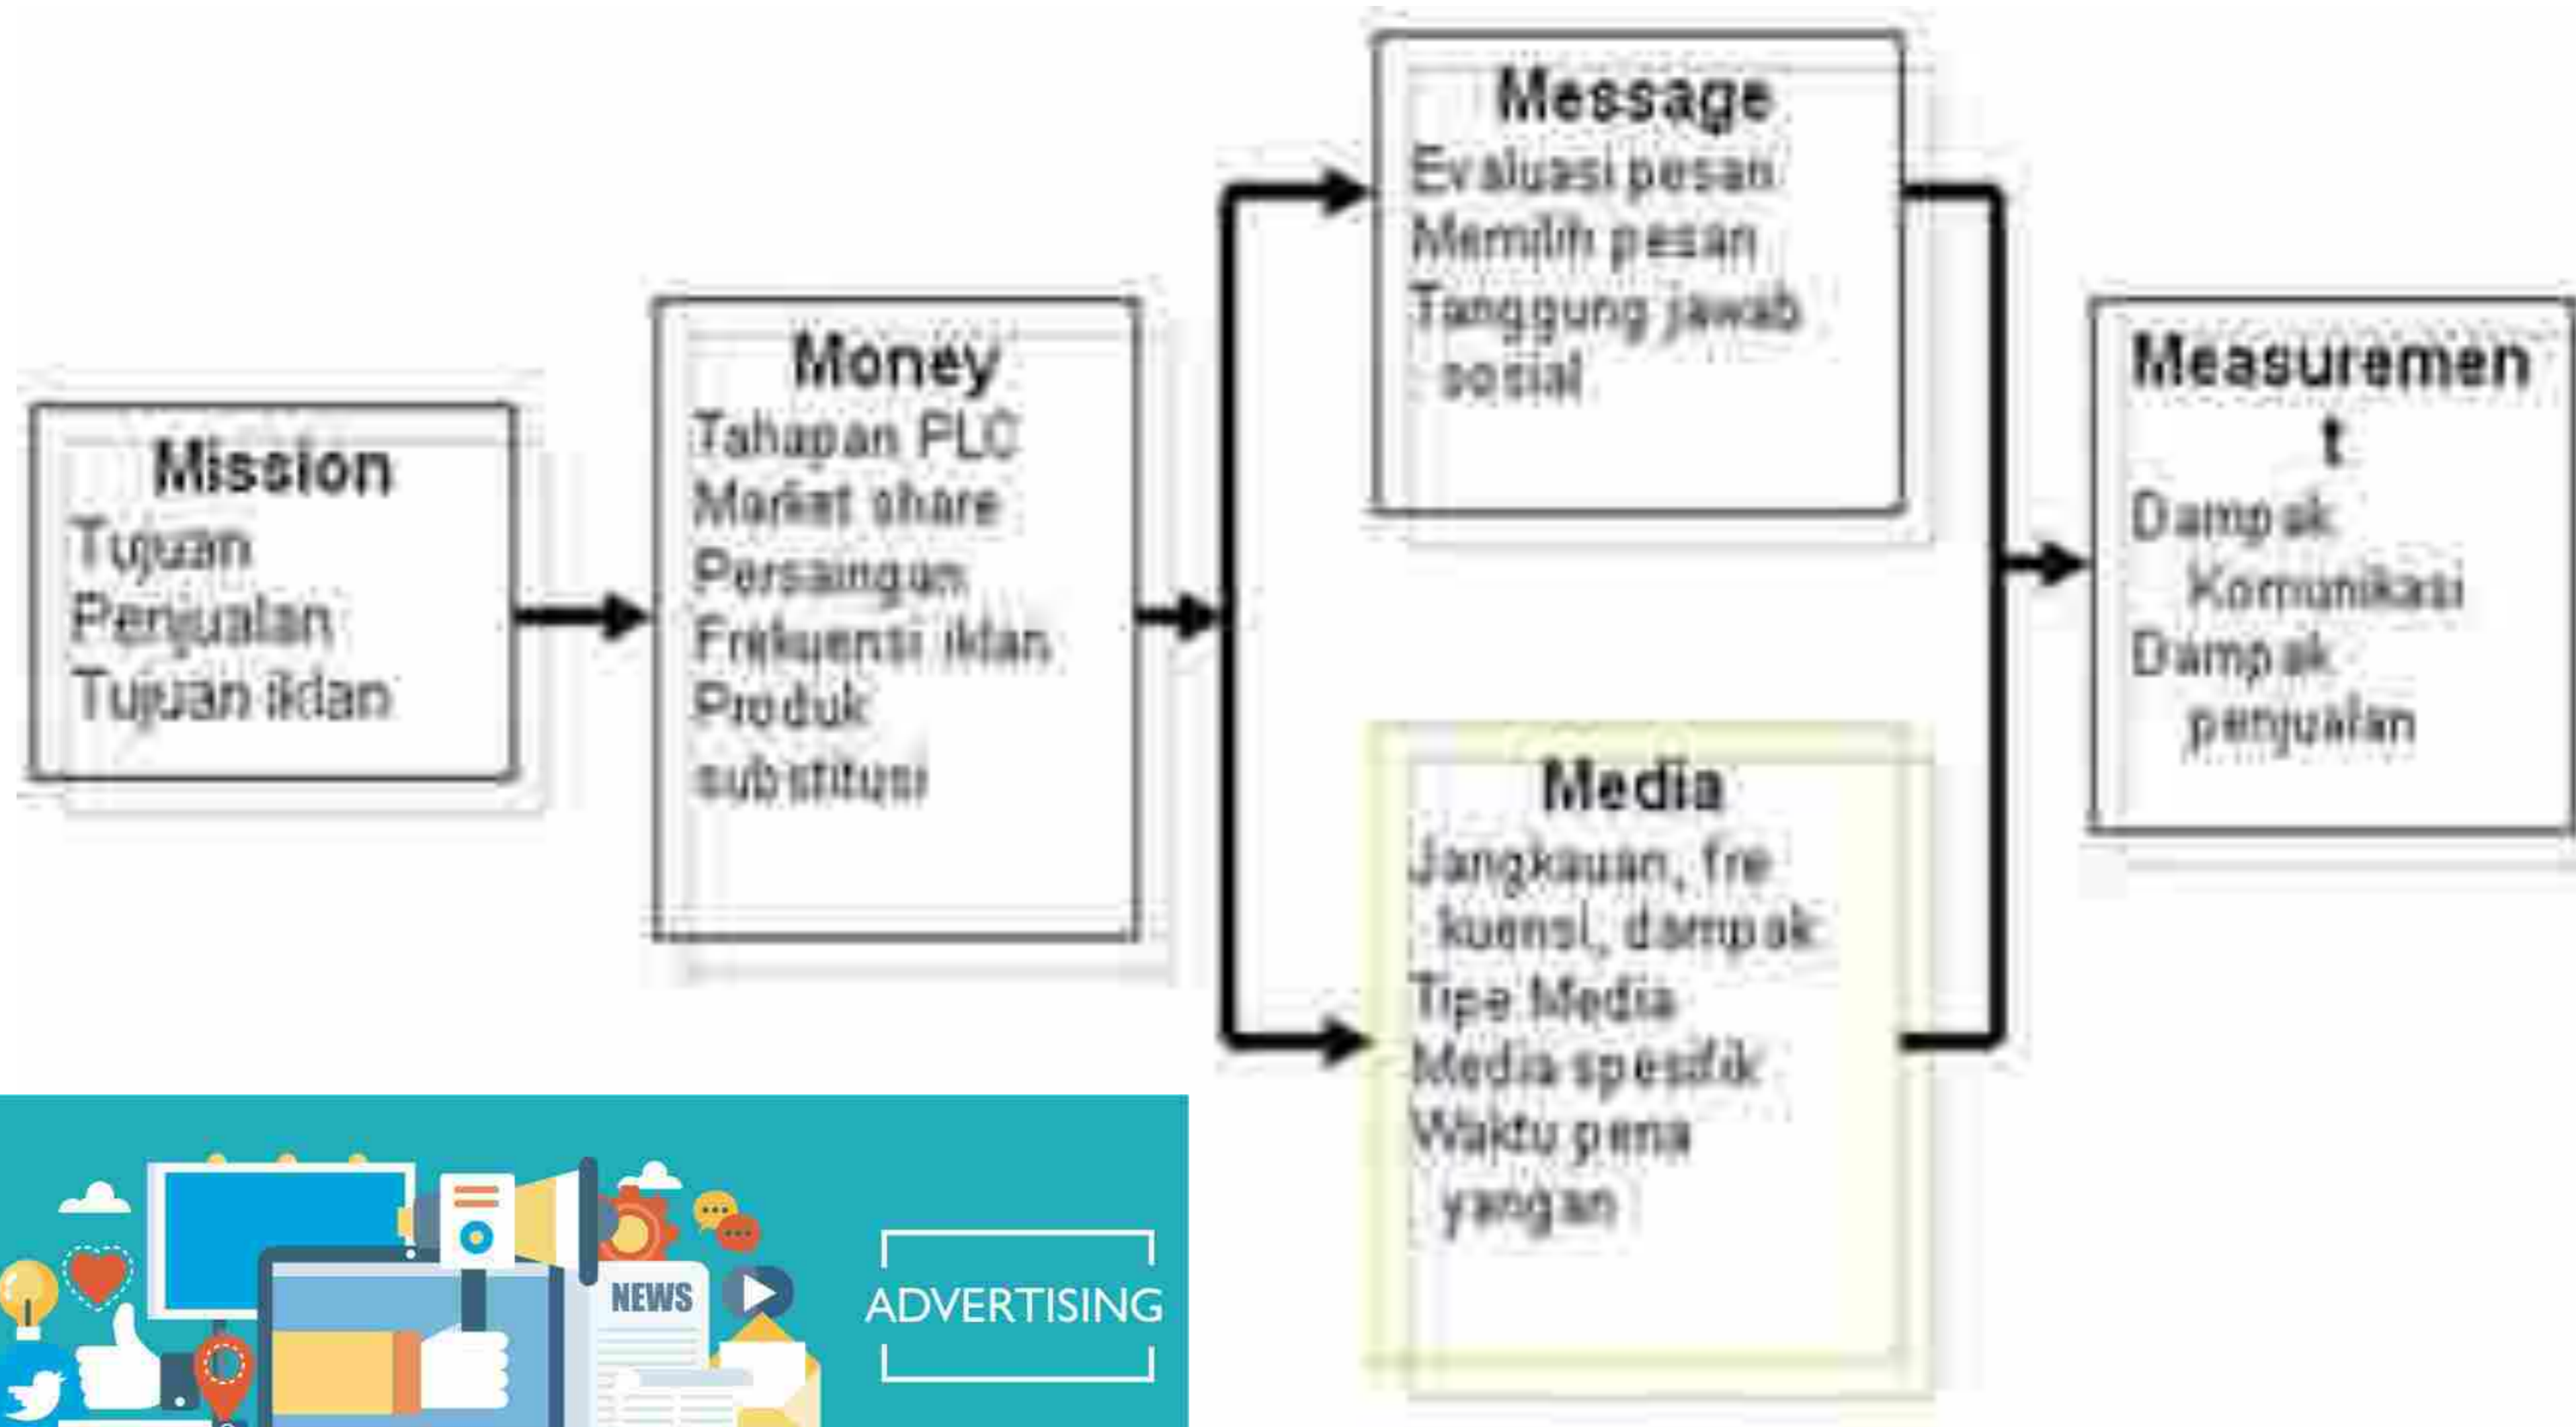 Mission
Tujuan
Penjualan
Tujuan iklan
Money
Tahapan PLC
Market share
Persaingan
Frekuensi iklan
Produk
substitusi
Message
Evaluasi pesan
Memilih pesan
Tanggung jawab
sosial
Media
Jangkauan, fre
kuensi, dampak
Tipe Media
Media spesifik
Waktu pena
yangan
Measuremen
t
Dampak
Komunikasi
Dampak
penjualan
NEWS
ADVERTISING